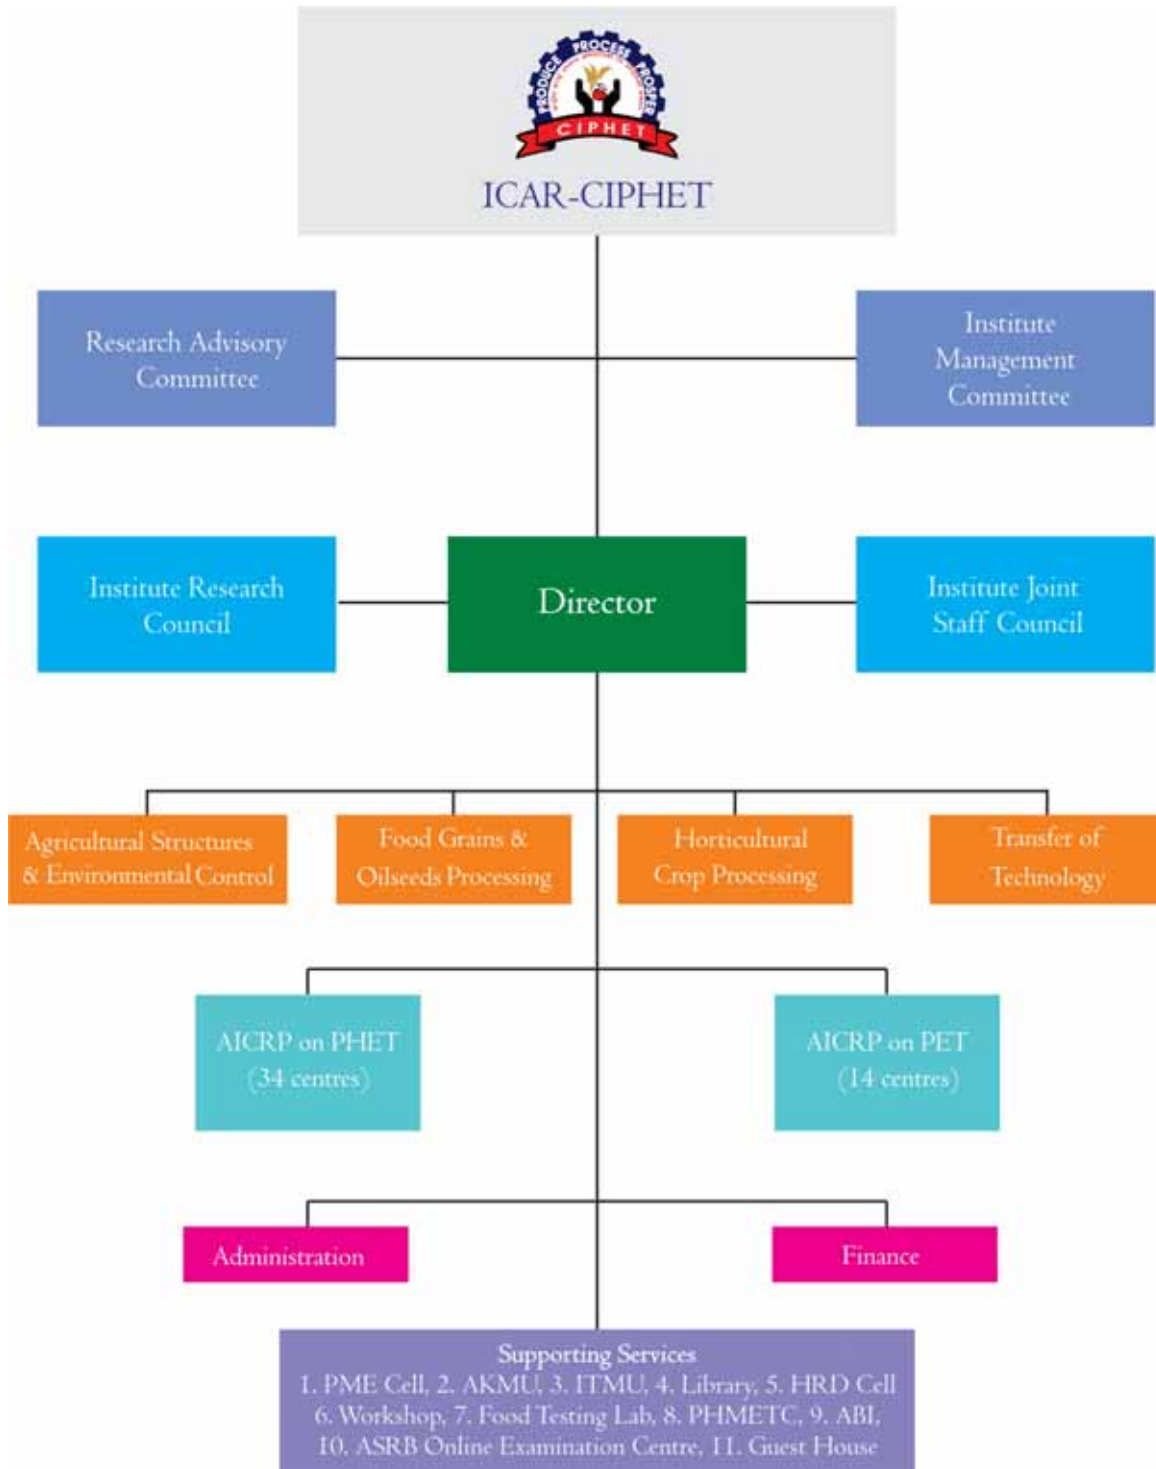 PRODUCE PROCESS PROSPER
CIPHET
ICAR-CIPHET
Research Advisory
Committee
Institute
Management
Committee
Institute Research
Council
Director
Institute Joint
Staff Council
Agricultural Structures
& Environmental Control
Food Grains &
Oilseeds Processing
Horticultural
Crop Processing
Transfer of
Technology
AICRP on PHET
(34 centres)
AICRP on PET
(14 centres)
Administration
Finance
Supporting Services
1. PME Cell, 2. AKMU, 3. ITMU, 4. Library, 5. HRD Cell
6. Workshop, 7. Food Testing Lab, 8. PHMETC, 9. ABI,
10. ASRB Online Examination Centre, 11. Guest House